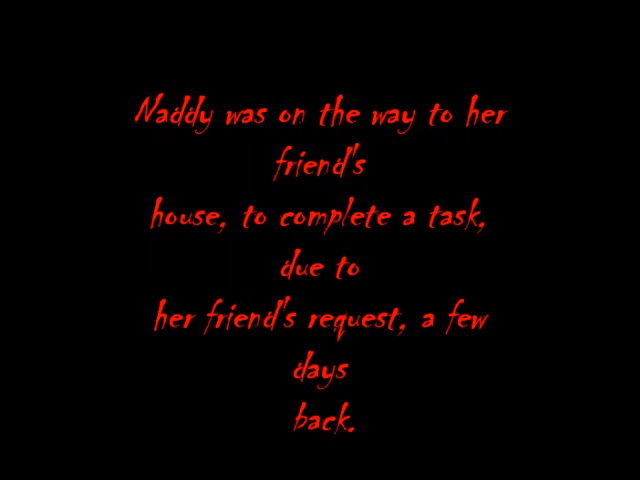 Naddy was on the way to her
friend's
house, to complete a task,
due to
her friend's request, a few
days
back.